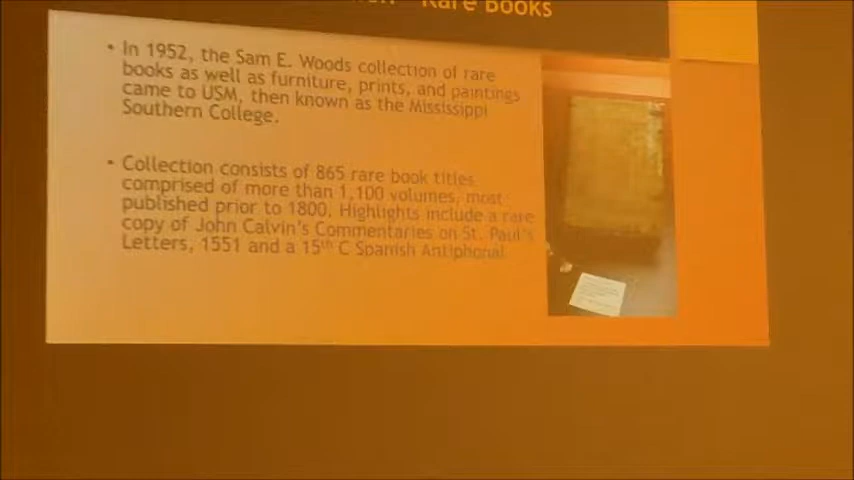 Rare Books
• In 1952, the Sam E. Woods collection of rare
books as well as furniture, prints, and paintings
came to USM, then known as the Mississippi
Southern College.
• Collection consists of 865 rare book titles
comprised of more than 1,100 volumes, most
published prior to 1800. Highlights include a rare
copy of John Calvin's Commentaries on St. Paul's
Letters, 1551 and a 15th C Spanish Antiphonal